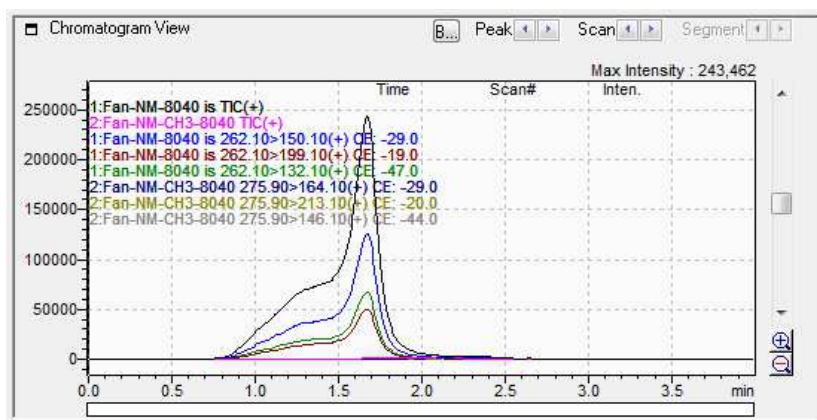 Chromatogram View B... Peak Scan Segment
Max Intensity : 243,462
Time Scan# Inten.
250000
1:Fan-NM-8040 is TIC(+)
2:Fan-NM-CH3-8040 TIC(+)
1:Fan-NM-8040 is 262.10>150.10(+) CE: -29.0
200000
1:Fan-NM-8040 is 262.10>199.10(+) CE: -19.0
1:Fan-NM-8040 is 262.10>132.10(+) CE: -47.0
2:Fan-NM-CH3-8040 275.90>164.10(+) CE: -29.0
150000
2:Fan-NM-CH3-8040 275.90>213.10(+) CE: -20.0
2:Fan-NM-CH3-8040 275.90>146.10(+) CE: -44.0
100000
50000
0
0.0 0.5 1.0 1.5 2.0 2.5 3.0 3.5 min